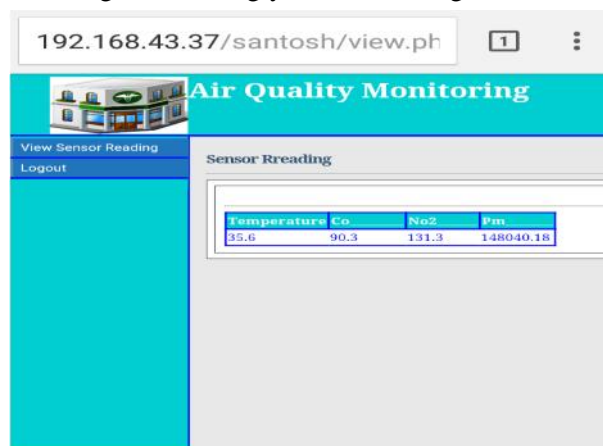 192.168.43.37/santosh/view.ph 1
Air Quality Monitoring
View Sensor Reading
Logout
Sensor Rreading
Temperature Co No2 Pm
35.6 90.3 131.3 148040.18